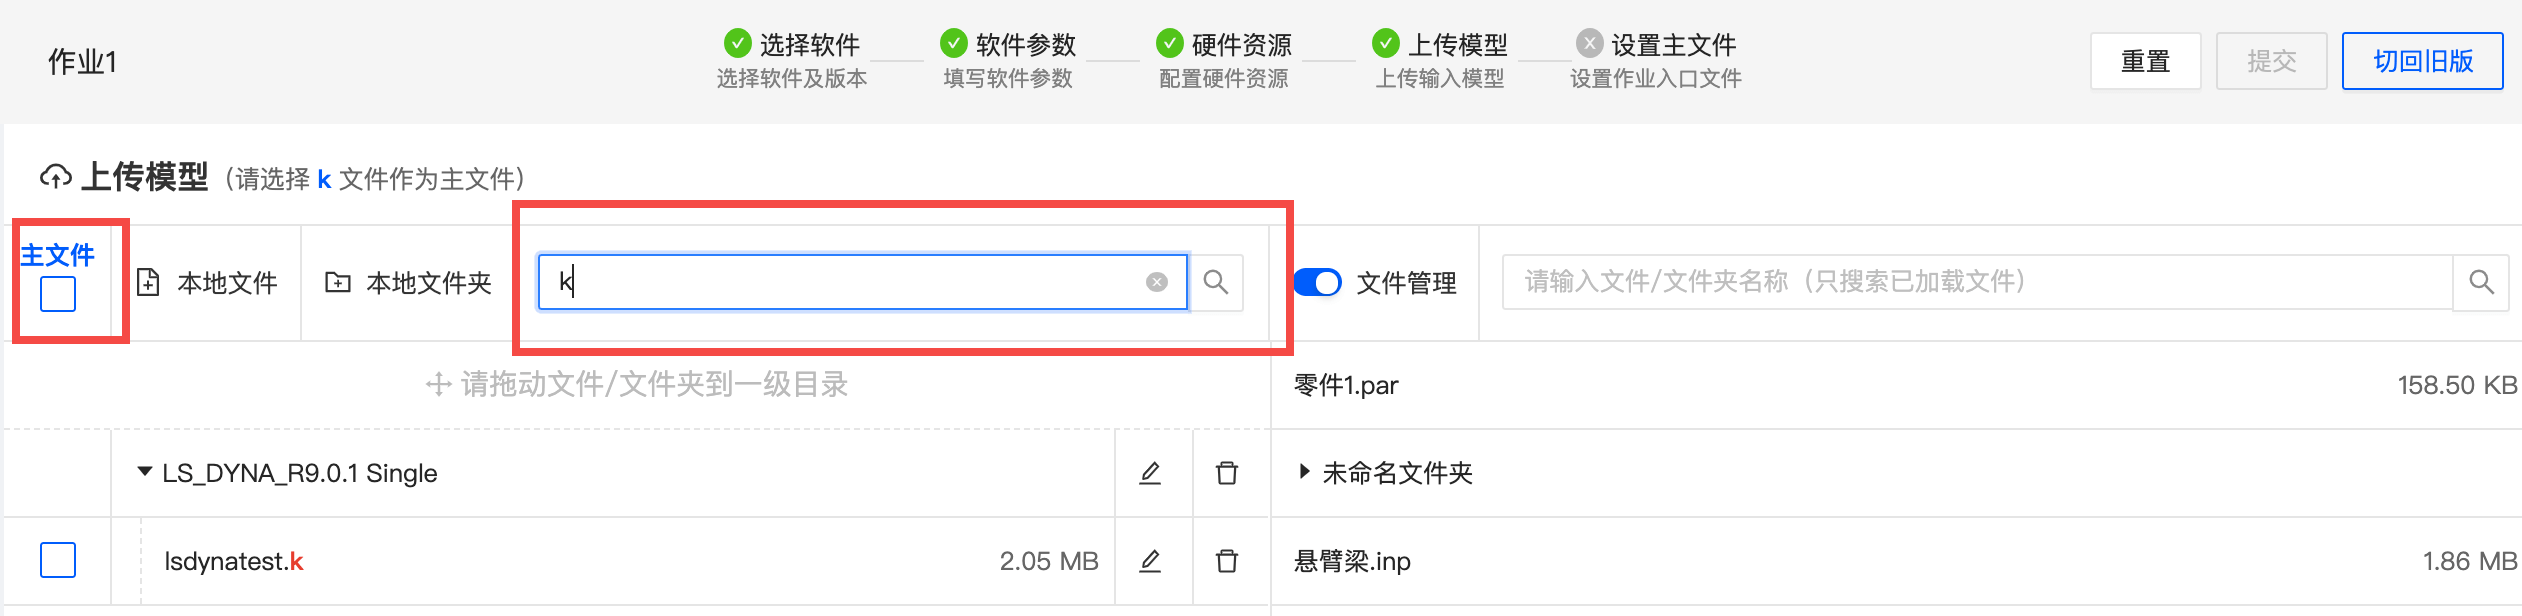 作业1
选择软件
选择软件及版本
软件参数
填写软件参数
硬件资源
配置硬件资源
上传模型
上传输入模型
设置主文件
设置作业入口文件
重置
提交
切回旧版
上传模型 (请选择 k 文件作为主文件)
主文件
本地文件
本地文件夹
k
文件管理
请输入文件/文件夹名称（只搜索已加载文件）
请拖动文件/文件夹到一级目录
零件1.par 158.50 KB
LS_DYNA_R9.0.1 Single
未命名文件夹
lsdynatest.k 2.05 MB
悬臂梁.inp 1.86 MB